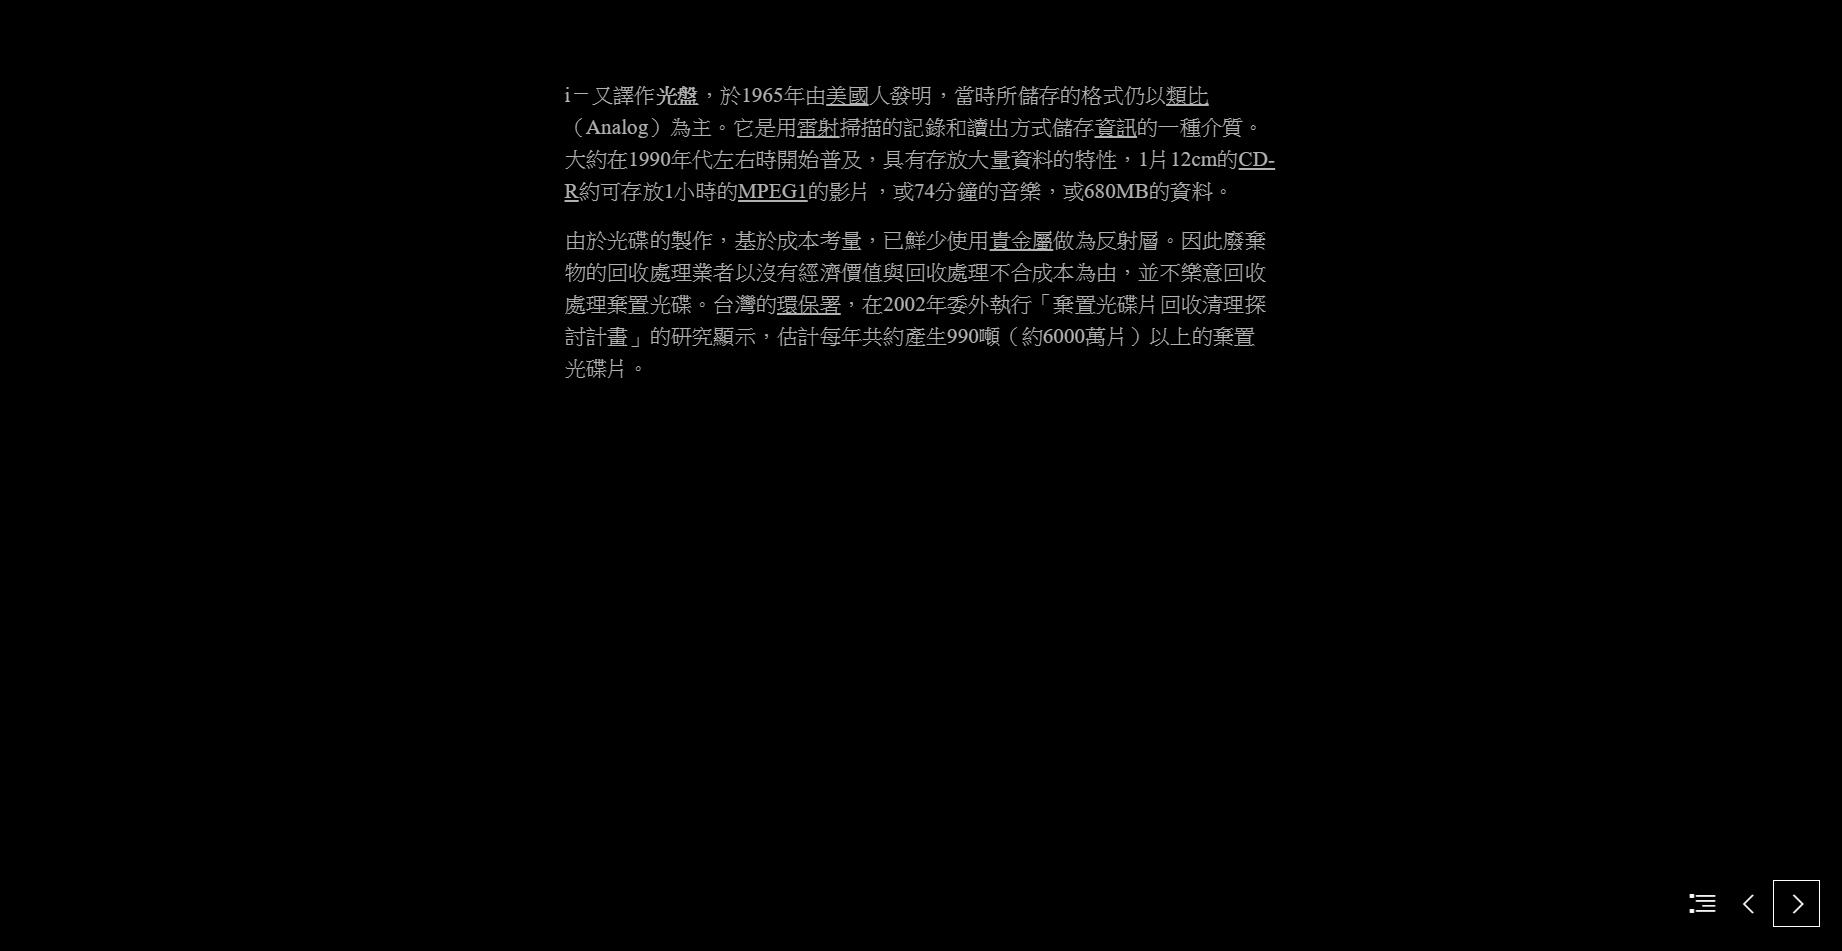 i－又譯作光盤，於1965年由美國人發明，當時所儲存的格式仍以類比
（Analog）為主。它是用雷射掃描的記錄和讀出方式儲存資訊的一種介質。
大約在1990年代左右時開始普及，具有存放大量資料的特性，1片12cm的CD-
R約可存放1小時的MPEG1的影片，或74分鐘的音樂，或680MB的資料。
由於光碟的製作，基於成本考量，已鮮少使用貴金屬做為反射層。因此廢棄
物的回收處理業者以沒有經濟價值與回收處理不合成本為由，並不樂意回收
處理棄置光碟。台灣的環保署，在2002年委外執行「棄置光碟片回收清理探
討計畫」的研究顯示，估計每年共約產生990噸（約6000萬片）以上的棄置
光碟片。